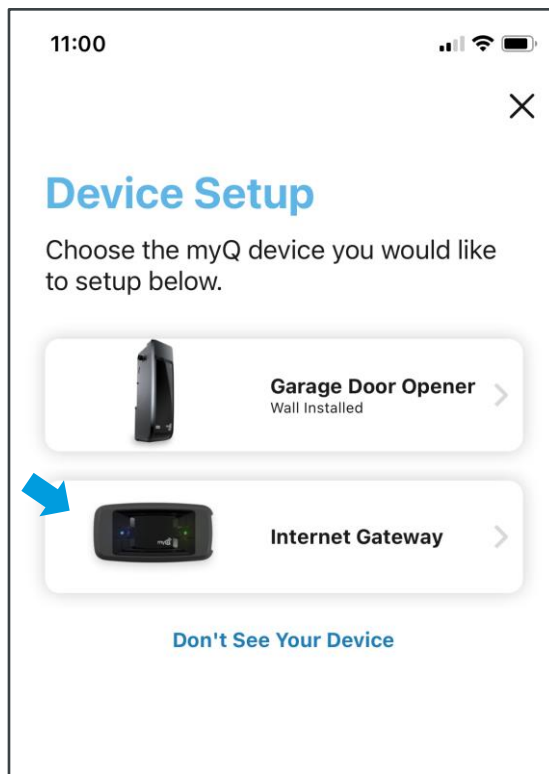 11:00
Device Setup
Choose the myQ device you would like
to setup below.
Garage Door Opener
Wall Installed
myQ
Internet Gateway
Don't See Your Device